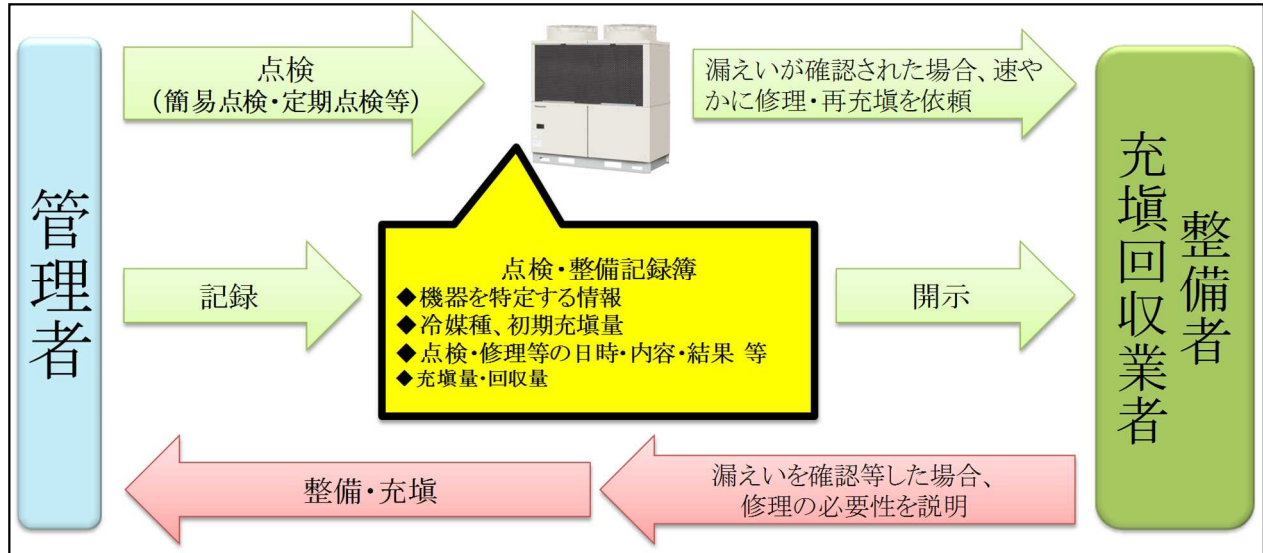 管理者
点検
(簡易点検・定期点検等)
漏えいが確認された場合、速や
かに修理・再充塡を依頼
記録
点検・整備記録簿
◆機器を特定する情報
◆冷媒種、初期充塡量
◆点検・修理等の日時・内容・結果 等
◆充塡量・回収量
開示
整備者
充塡回収業者
整備・充塡
漏えいを確認等した場合、
修理の必要性を説明